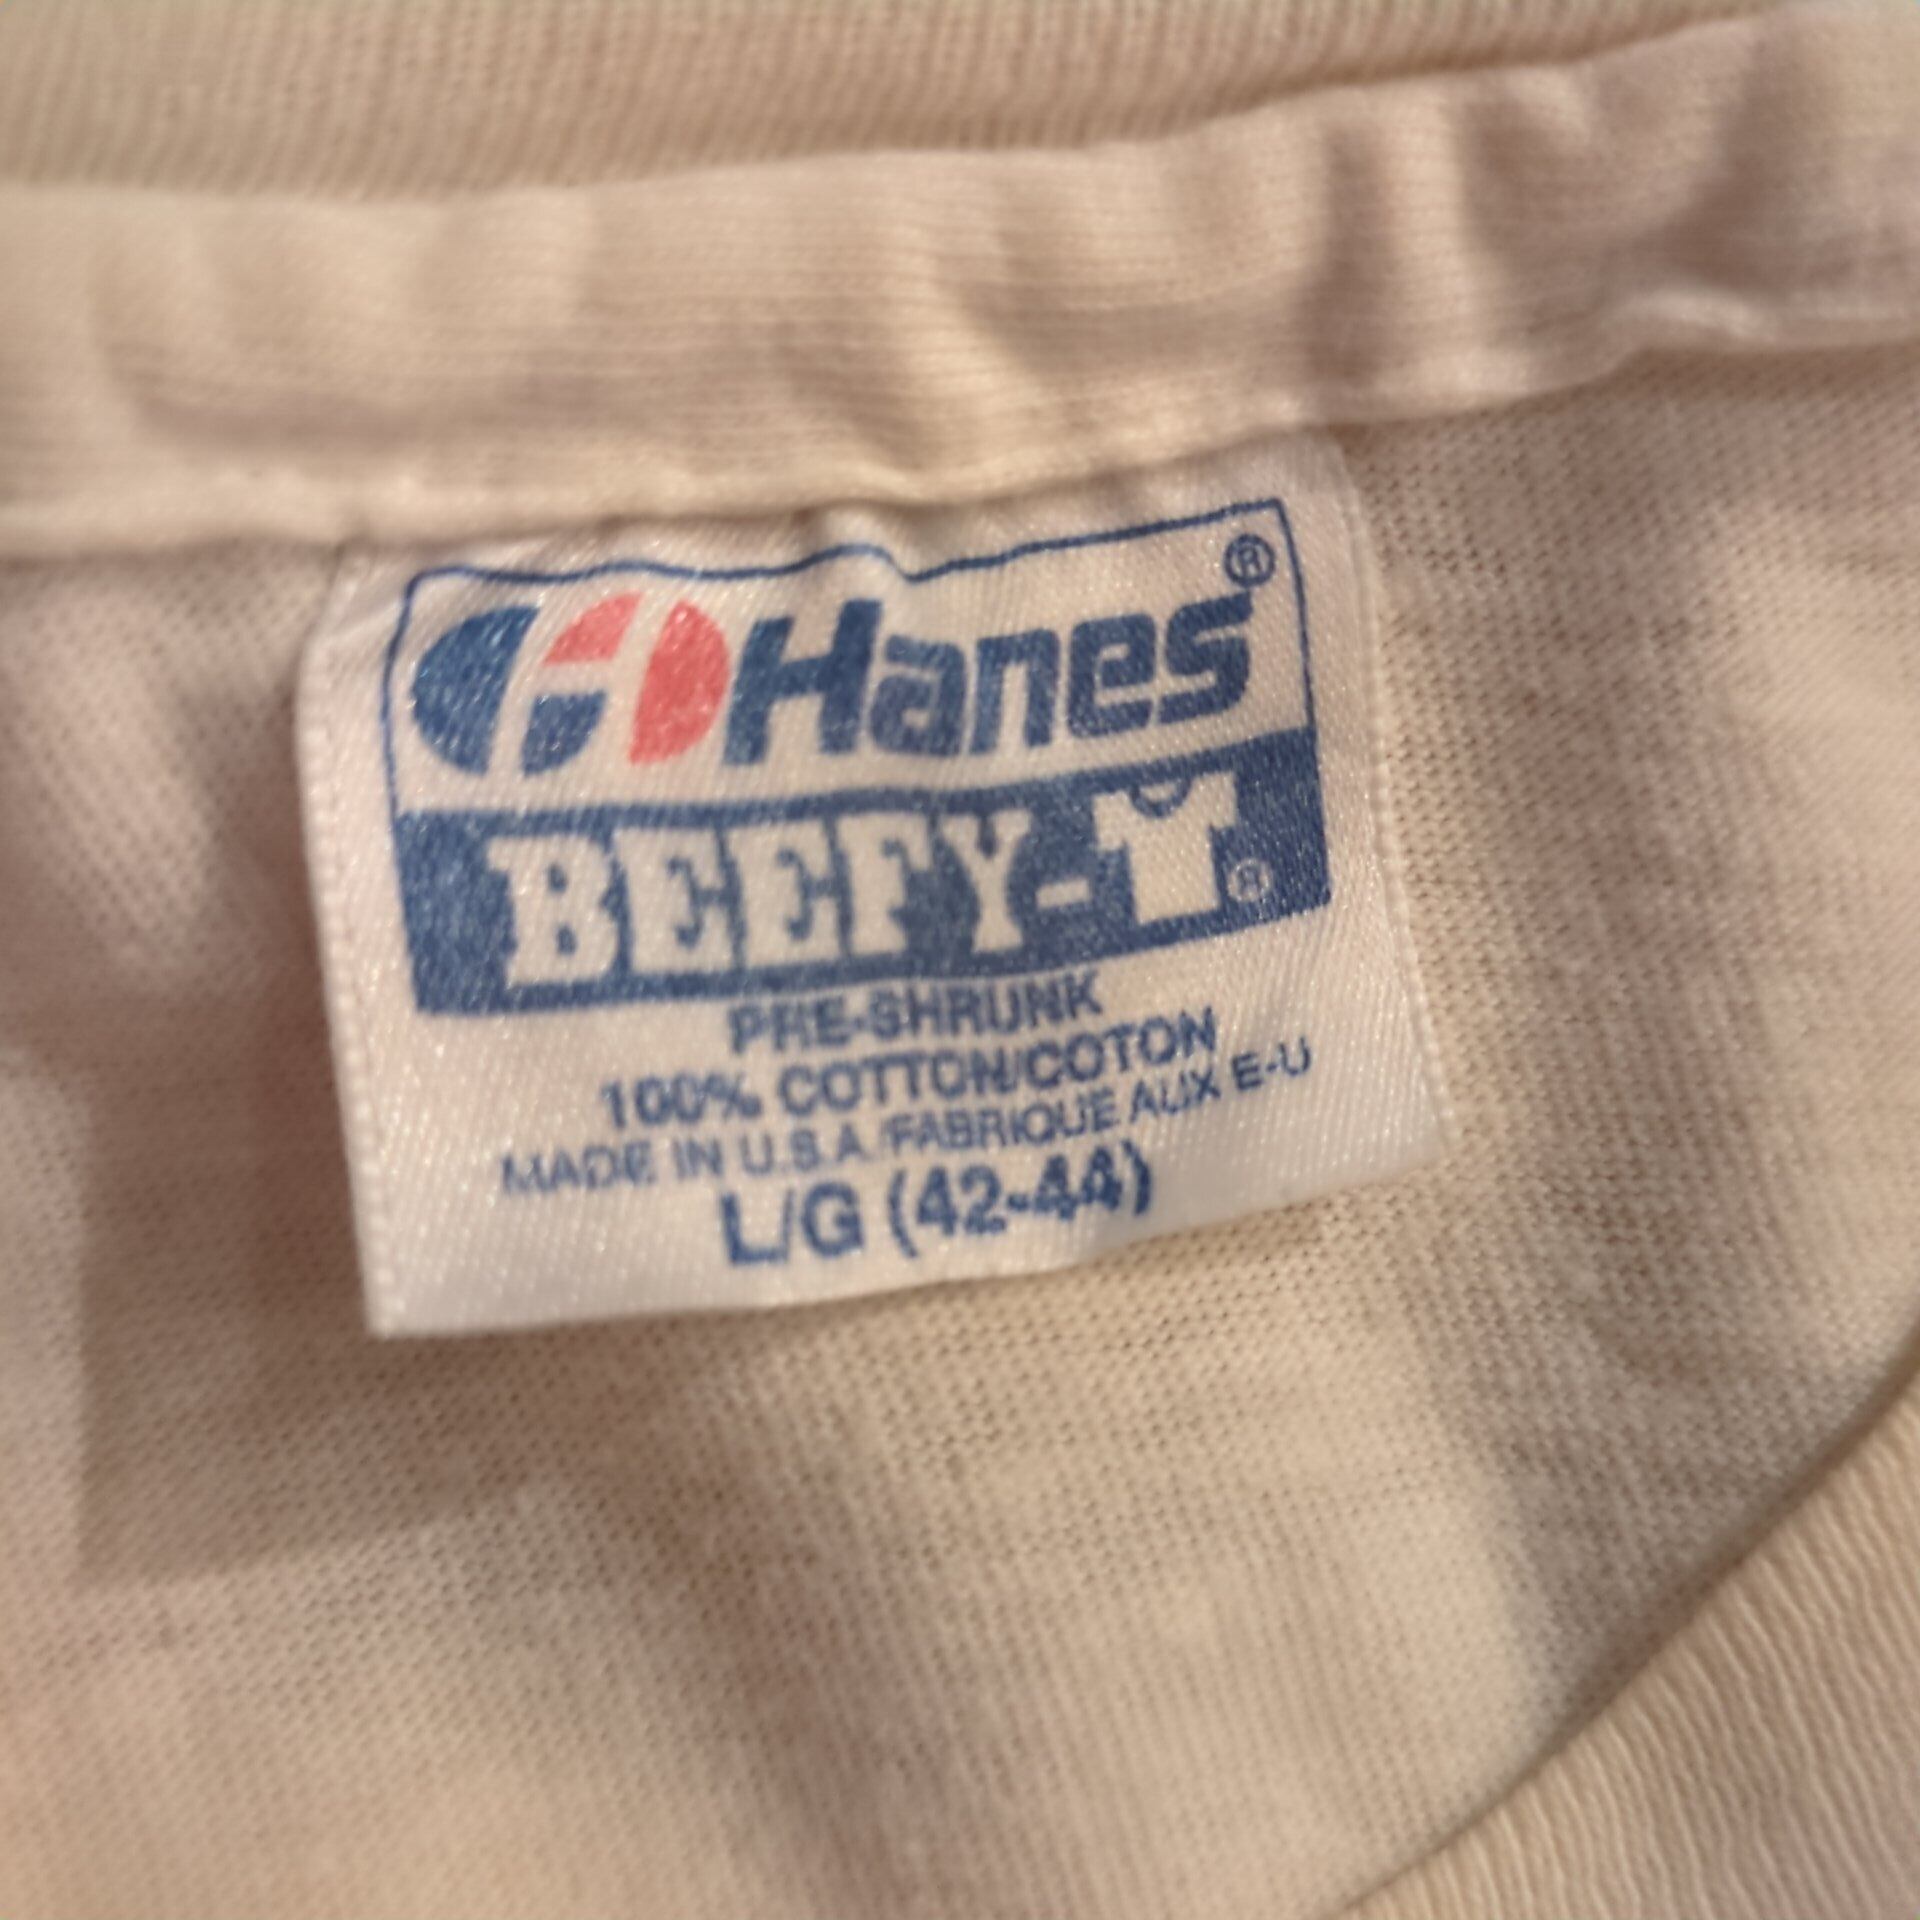 Hanes®
BEEFY-T®
PRE-SHRUNK
100% COTTON/COTON
MADE IN U.S.A./FABRIQUE AUX E-U
L/G (42-44)